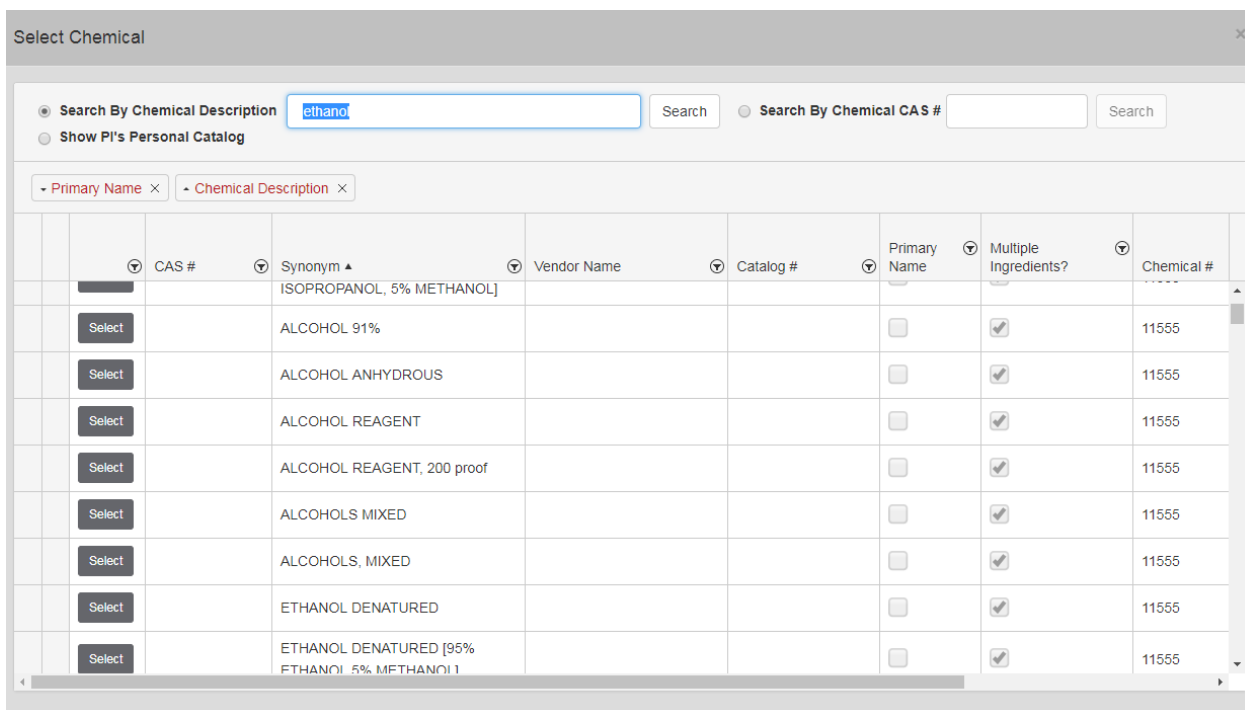 Select Chemical ×
Search By Chemical Description ethanol Search Search By Chemical CAS # Search
Show PI's Personal Catalog
Primary Name × Chemical Description ×
CAS # Synonym Vendor Name Catalog # Primary Name Multiple Ingredients? Chemical #
ISOPROPANOL, 5% METHANOL]
Select ALCOHOL 91% 11555
Select ALCOHOL ANHYDROUS 11555
Select ALCOHOL REAGENT 11555
Select ALCOHOL REAGENT, 200 proof 11555
Select ALCOHOLS MIXED 11555
Select ALCOHOLS, MIXED 11555
Select ETHANOL DENATURED 11555
Select ETHANOL DENATURED [95% 11555
ETHANOL 5% METHANOL]